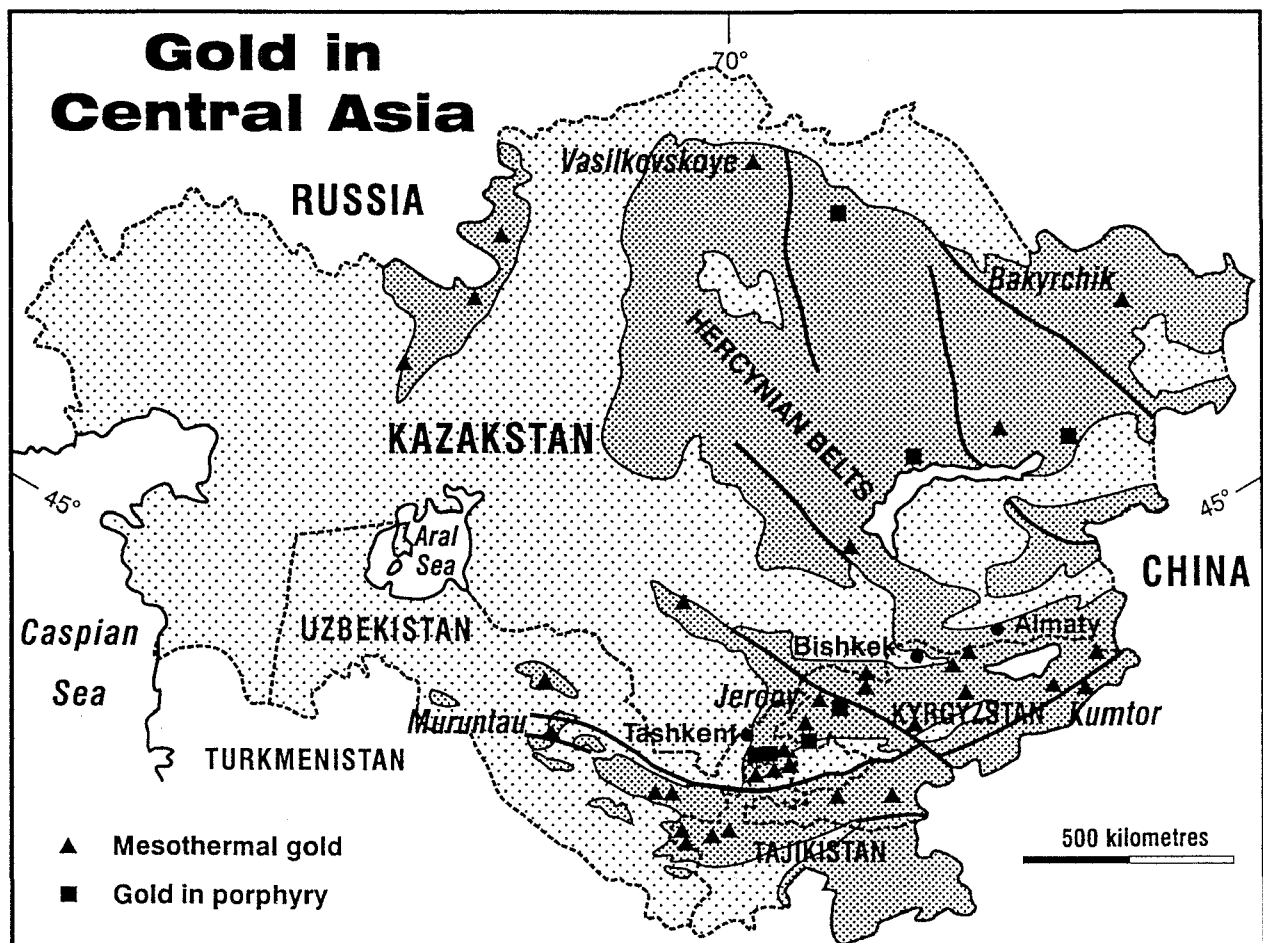 Gold in
Central Asia
70°
RUSSIA
Vasilkovskoye
Bakyrchik
HERCYNIAN BELTS
KAZAKSTAN
45°
45°
Aral
Sea
CHINA
Caspian
Sea
UZBEKISTAN
Almaty
Bishkek
Jerooy
Muruntau
Tashkent
KYRGYZSTAN
Kumtor
TURKMENISTAN
TAJIKISTAN
500 kilometres
Mesothermal gold
Gold in porphyry